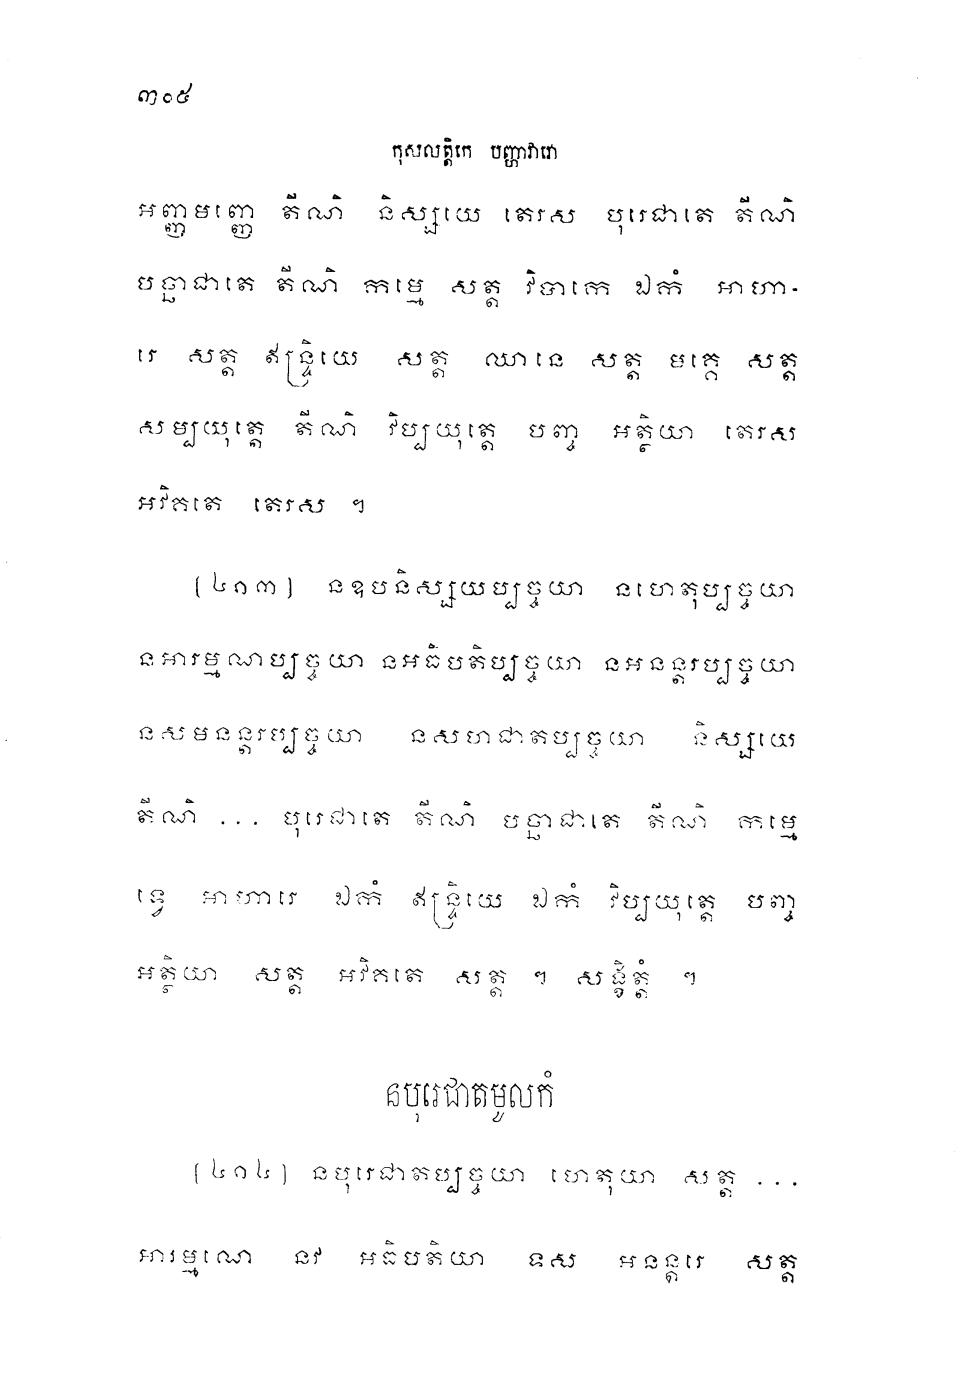 ៣០៥
កុសលត្តិកេ បញ្ហាវារោ
អញ្ញមញ្ញេ តីណិ និស្សយេ តេរស បុរេជាតេ តីណិ
បច្ឆាជាតេ តីណិ កម្មេ សត្ត វិបាកេ ឯកំ អាហា-
រេ សត្ត ឥន្ទ្រិយេ សត្ត ឈានេ សត្ត មគ្គេ សត្ត
សម្បយុត្តេ តីណិ វិប្បយុត្តេ បញ្ច អត្ថិយា តេរស
អវិគតេ តេរស ។
(៤១៣) នឧបនិស្សយប្បច្ចយា នហេតុប្បច្ចយា
នអារម្មណប្បច្ចយា នអធិបតិប្បច្ចយា នអនន្តរប្បច្ចយា
នសមនន្តរប្បច្ចយា នសហជាតប្បច្ចយា និស្សយេ
តីណិ ... បុរេជាតេ តីណិ បច្ឆាជាតេ តីណិ កម្មេ
ទ្វេ អាហារេ ឯកំ ឥន្ទ្រិយេ ឯកំ វិប្បយុត្តេ បញ្ច
អត្ថិយា សត្ត អវិគតេ សត្ត ។ សង្ខិត្តំ ។
នបុរេជាតមូលកំ
(៤១៤) នបុរេជាតប្បច្ចយា ហេតុយា សត្ត ...
អារម្មណេ នវ អធិបតិយា ទស អនន្តរេ សត្ត